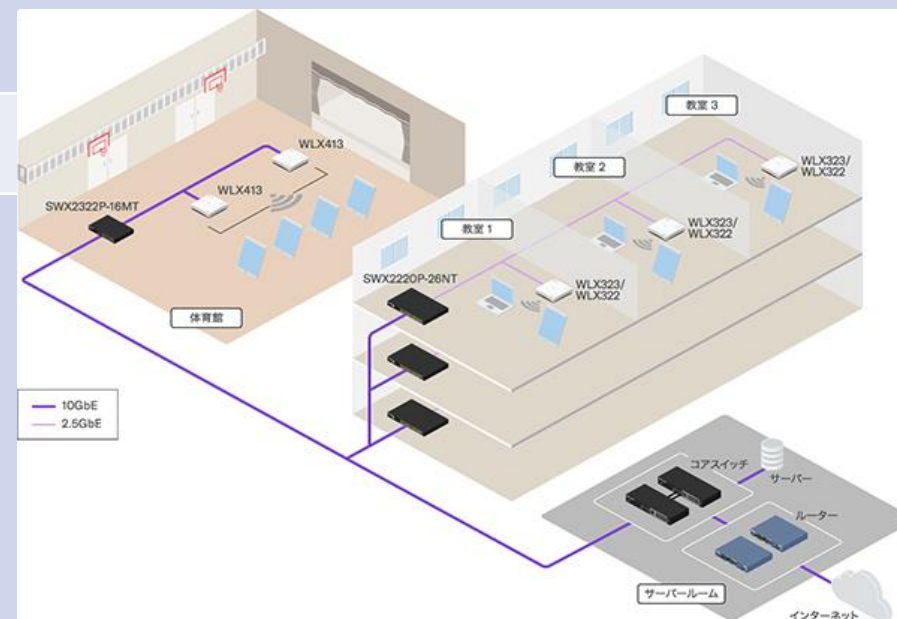 教室 3
WLX413
WLX323/
WLX322
教室 2
WLX413
SWX2322P-16MT
教室 1
WLX323/
WLX322
SWX2220P-26NT
WLX323/
WLX322
体育館
10GbE
2.5GbE
コアスイッチ
サーバー
ルーター
サーバールーム
インターネット